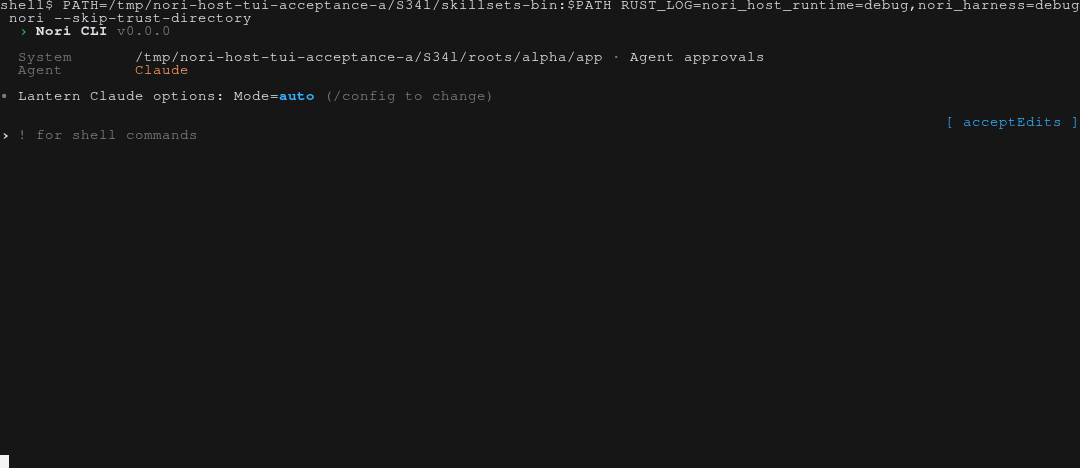 shell$ PATH=/tmp/nori-host-tui-acceptance-a/S34l/skillsets-bin:$PATH RUST_LOG=nori_host_runtime=debug,nori_harness=debug
nori --skip-trust-directory
› Nori CLI v0.0.0
System /tmp/nori-host-tui-acceptance-a/S34l/roots/alpha/app · Agent approvals
Agent Claude
• Lantern Claude options: Mode=auto (/config to change)
[ acceptEdits ]
› ! for shell commands